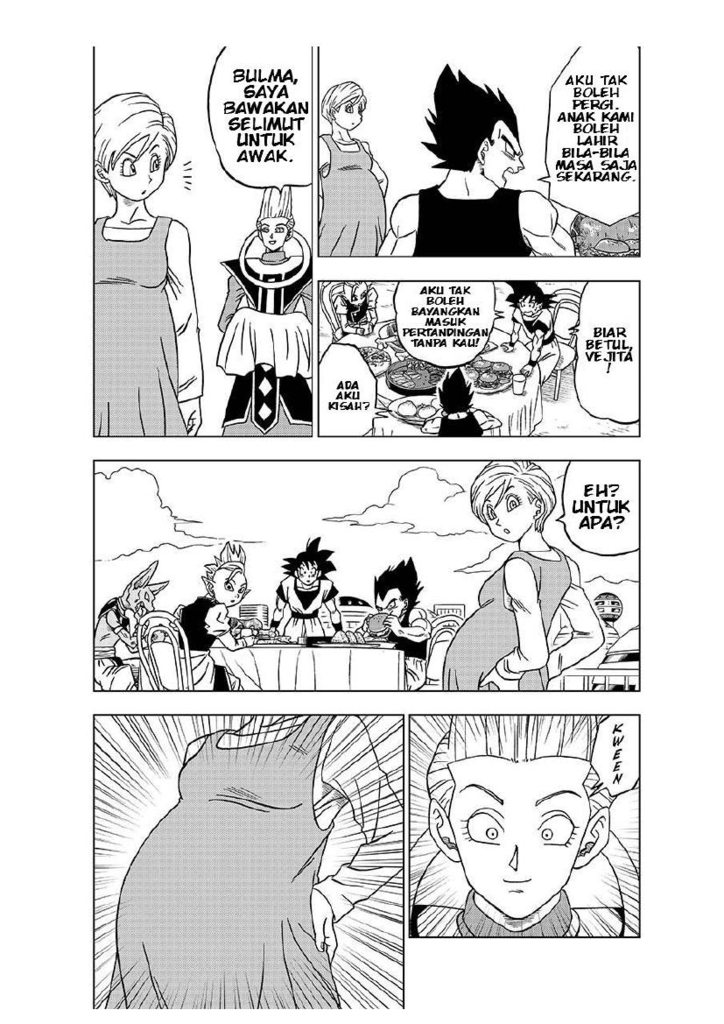 AKU TAK
BOLEH
PERGI.
ANAK KAMI
BOLEH
LAHIR
BILA-BILA
MASA SAJA
SEKARANG.
BIAR
BETUL,
VEJITA
!
AKU TAK
BOLEH
BAYANGKAN
MASUK
PERTANDINGAN
TANPA KAU!
ADA
AKU
KISAH?
BULMA,
SAYA
BAWAKAN
SELIMUT
UNTUK
AWAK.
EH?
UNTUK
APA?
KWEEN